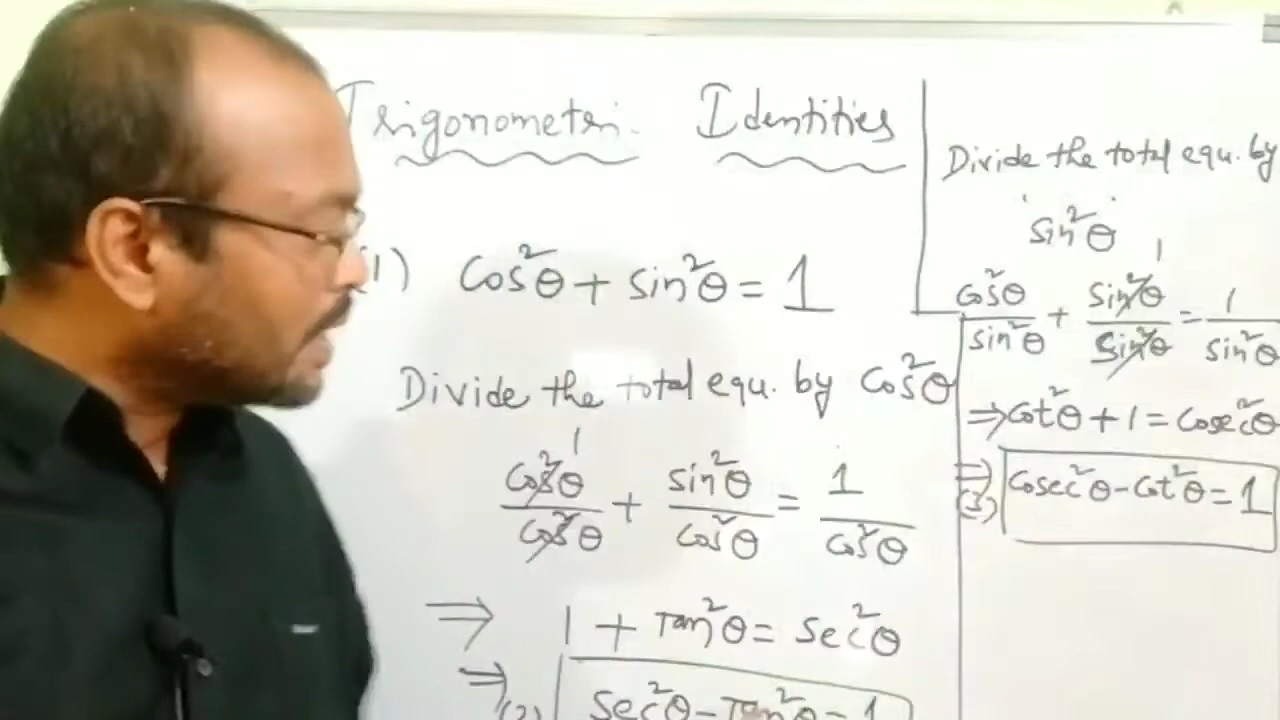 Trigonometri. Identities
(1) Cos²θ + sin²θ = 1
Divide the total equ. by Cos²θ
Cos²θ/Cos²θ + sin²θ/Cos²θ = 1/Cos²θ
1
⇒ 1 + Tan²θ = Sec²θ
⇒ (2) Sec²θ - Tan²θ = 1
Divide the total equ. by
sin²θ
1
Cos²θ/sin²θ + Sin²θ/Sin²θ = 1/Sin²θ
⇒ Cot²θ + 1 = Cosec²θ
⇒ (3) Cosec²θ - Cot²θ = 1